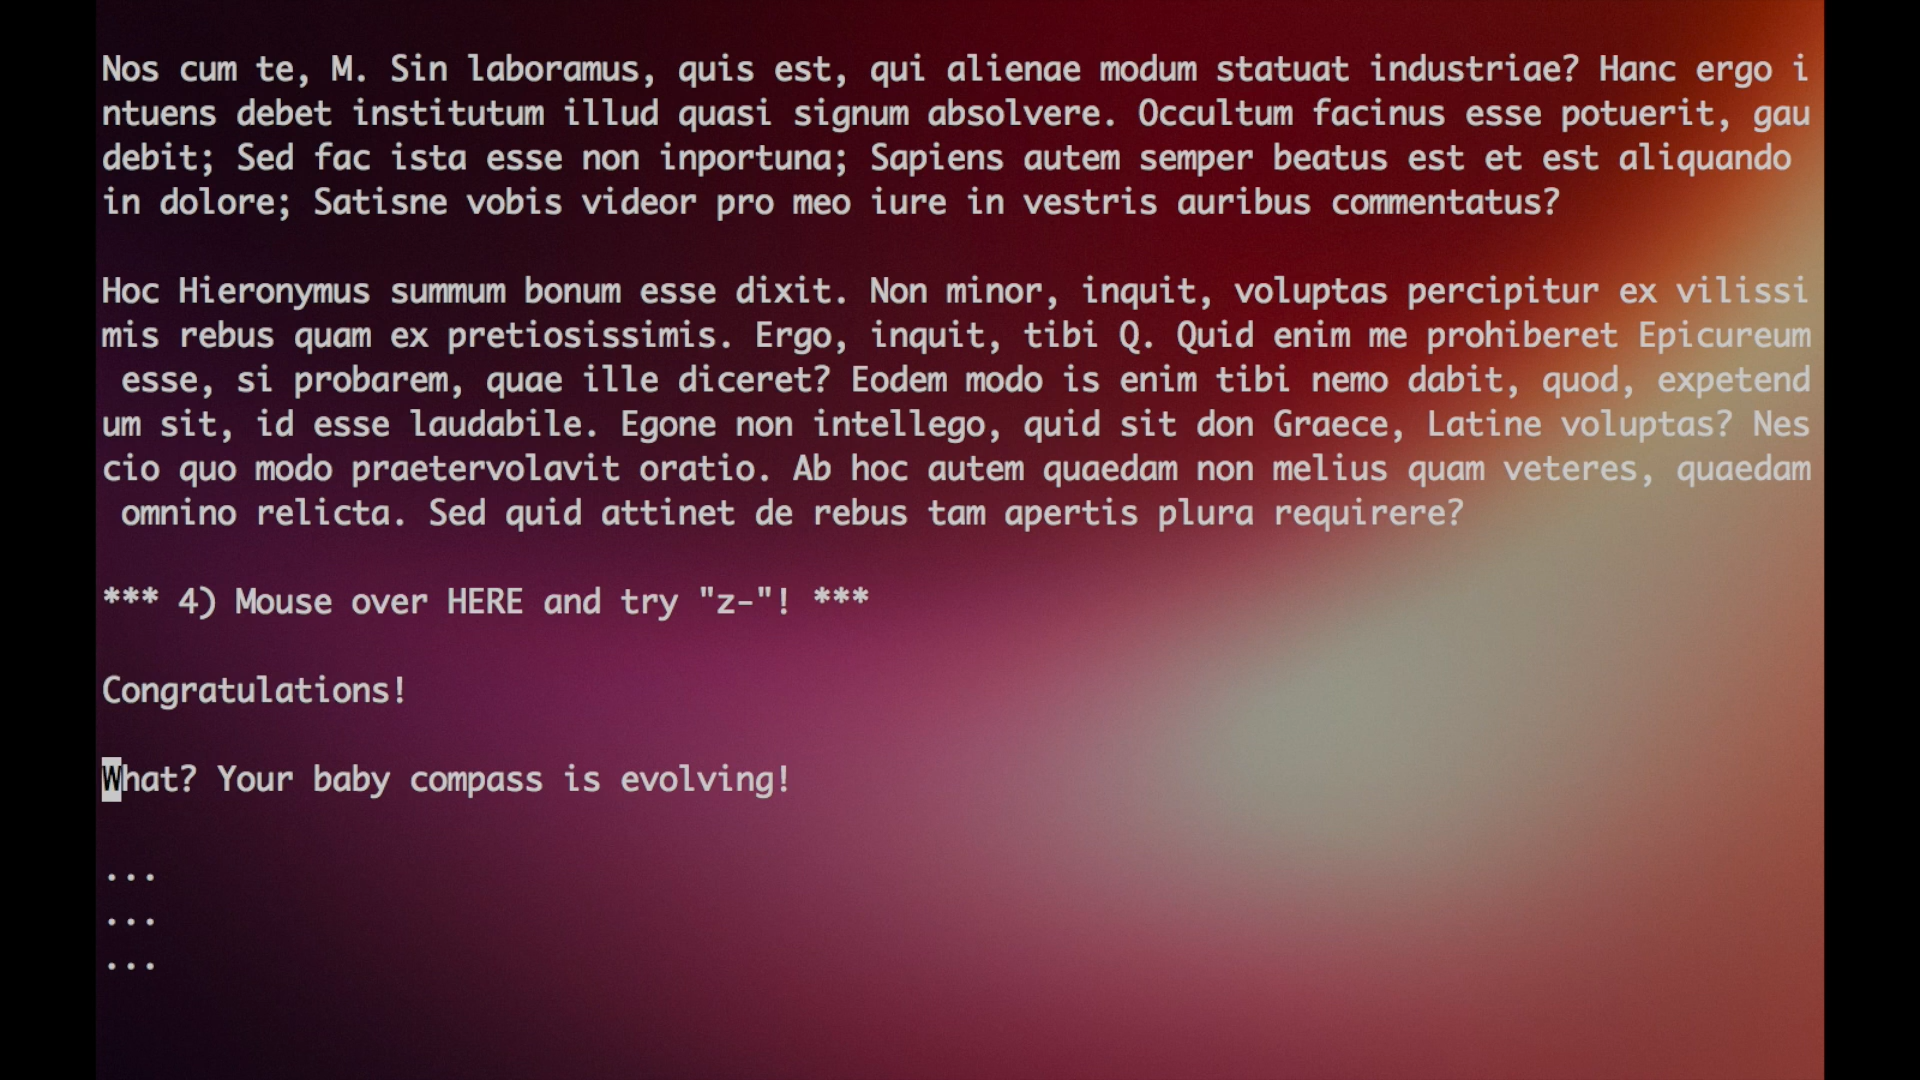 Nos cum te, M. Sin laboramus, quis est, qui alienae modum statuat industriae? Hanc ergo i
ntuens debet institutum illud quasi signum absolvere. Occultum facinus esse potuerit, gau
debit; Sed fac ista esse non inportuna; Sapiens autem semper beatus est et est aliquando
in dolore; Satisne vobis videor pro meo iure in vestris auribus commentatus?

Hoc Hieronymus summum bonum esse dixit. Non minor, inquit, voluptas percipitur ex vilissi
mis rebus quam ex pretiosissimis. Ergo, inquit, tibi Q. Quid enim me prohiberet Epicureum
 esse, si probarem, quae ille diceret? Eodem modo is enim tibi nemo dabit, quod, expetend
um sit, id esse laudabile. Egone non intellego, quid sit don Graece, Latine voluptas? Nes
cio quo modo praetervolavit oratio. Ab hoc autem quaedam non melius quam veteres, quaedam
 omnino relicta. Sed quid attinet de rebus tam apertis plura requirere?

*** 4) Mouse over HERE and try "z-"! ***

Congratulations!

What? Your baby compass is evolving!

...
...
...